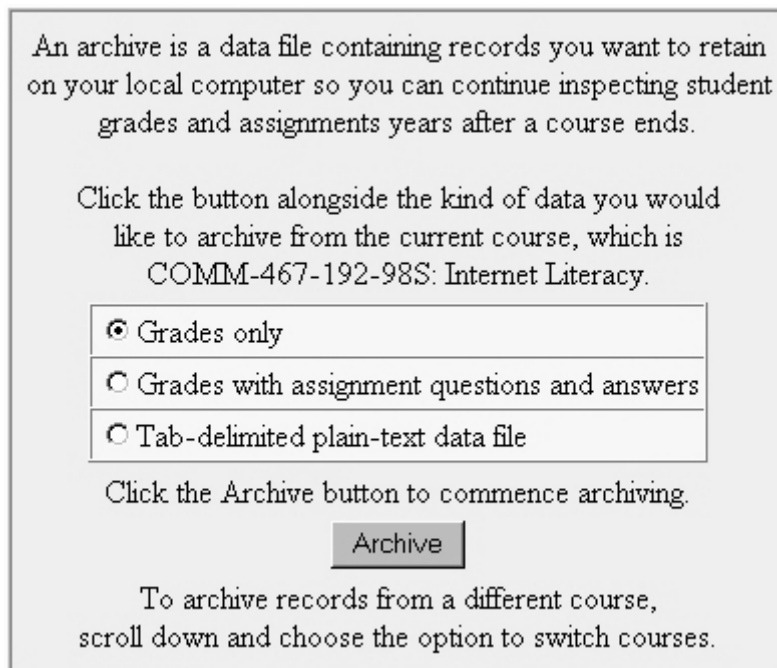 An archive is a data file containing records you want to retain
on your local computer so you can continue inspecting student
grades and assignments years after a course ends.
Click the button alongside the kind of data you would
like to archive from the current course, which is
COMM-467-192-98S: Internet Literacy.
Grades only
Grades with assignment questions and answers
Tab-delimited plain-text data file
Click the Archive button to commence archiving.
Archive
To archive records from a different course,
scroll down and choose the option to switch courses.